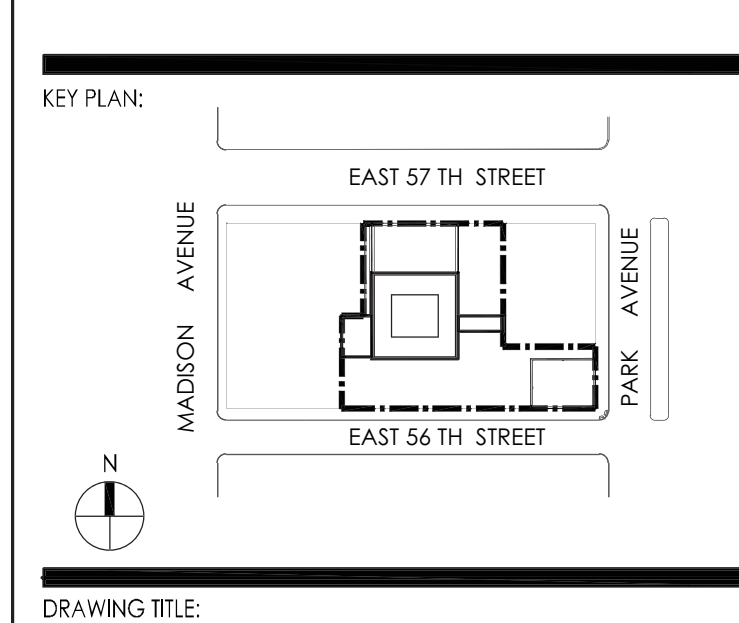 KEY PLAN:
EAST 57 TH STREET
MADISON AVENUE
PARK AVENUE
EAST 56 TH STREET
N
DRAWING TITLE: